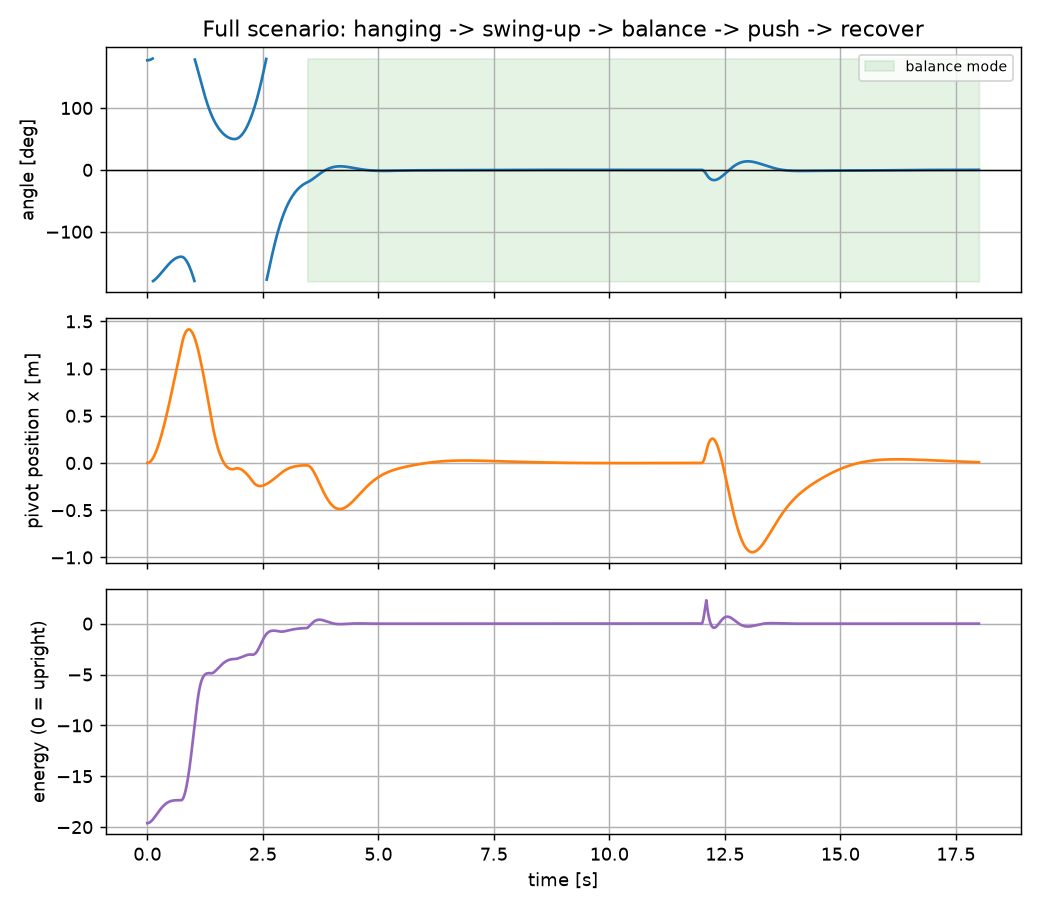 Full scenario: hanging -> swing-up -> balance -> push -> recover
balance mode
angle [deg]
100
0
−100
pivot position x [m]
1.5
1.0
0.5
0.0
−0.5
−1.0
energy (0 = upright)
0
−5
−10
−15
−20
0.0 2.5 5.0 7.5 10.0 12.5 15.0 17.5
time [s]